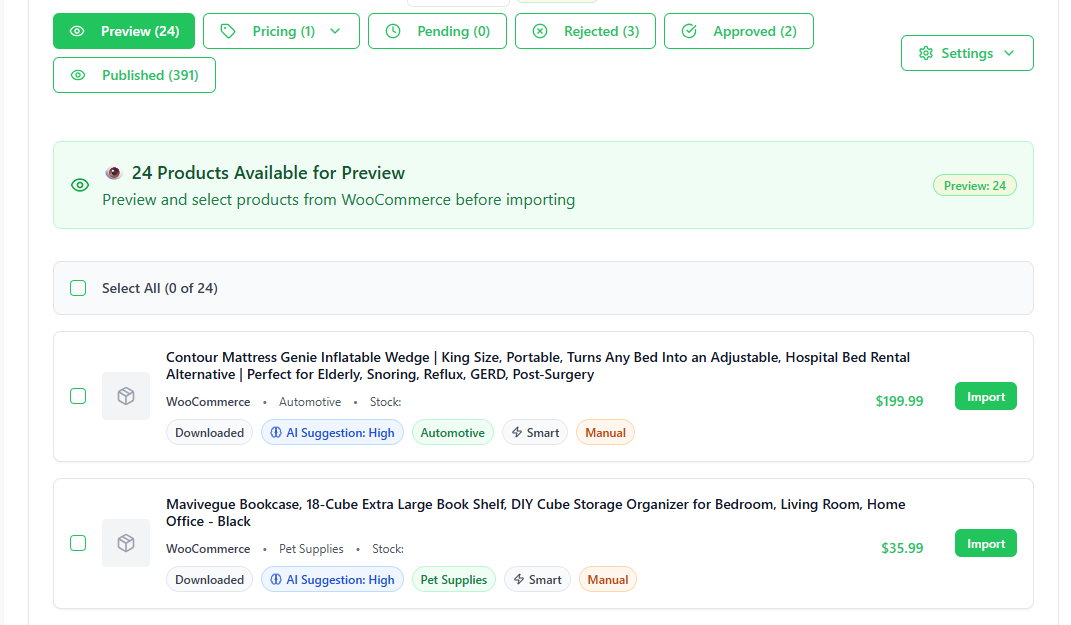 Preview (24)
Pricing (1)
Pending (0)
Rejected (3)
Approved (2)
Settings
Published (391)
24 Products Available for Preview
Preview and select products from WooCommerce before importing
Preview: 24
Select All (0 of 24)
Contour Mattress Genie Inflatable Wedge | King Size, Portable, Turns Any Bed Into an Adjustable, Hospital Bed Rental
Alternative | Perfect for Elderly, Snoring, Reflux, GERD, Post-Surgery
WooCommerce • Automotive • Stock:
$199.99
Import
Downloaded
AI Suggestion: High
Automotive
Smart
Manual
Mavivegue Bookcase, 18-Cube Extra Large Book Shelf, DIY Cube Storage Organizer for Bedroom, Living Room, Home
Office - Black
WooCommerce • Pet Supplies • Stock:
$35.99
Import
Downloaded
AI Suggestion: High
Pet Supplies
Smart
Manual